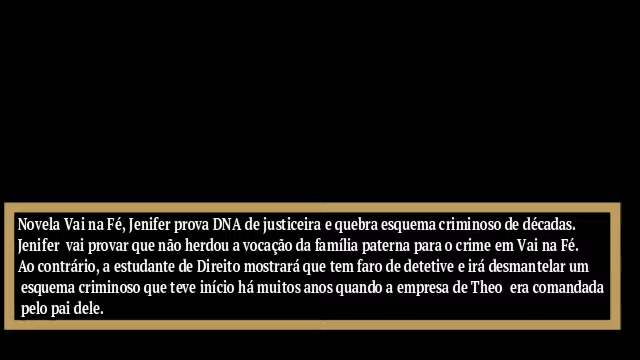 Novela Vai na Fé, Jenifer prova DNA de justiceira e quebra esquema criminoso de décadas.
Jenifer vai provar que não herdou a vocação da família paterna para o crime em Vai na Fé.
Ao contrário, a estudante de Direito mostrará que tem faro de detetive e irá desmantelar um
esquema criminoso que teve início há muitos anos quando a empresa de Theo era comandada
pelo pai dele.